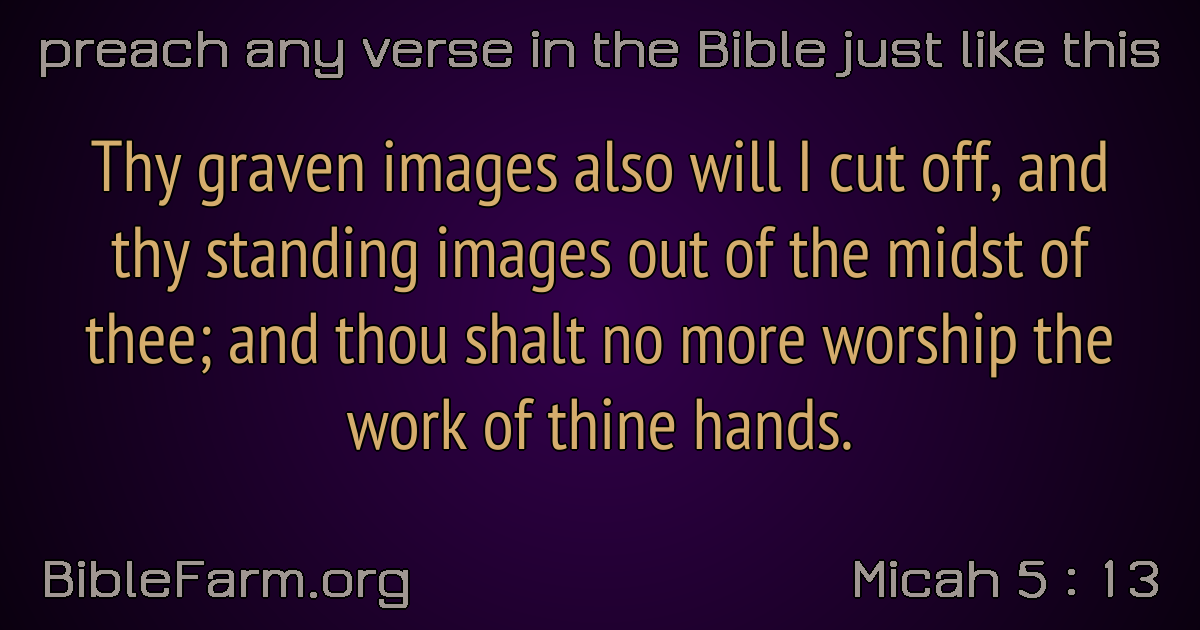 preach any verse in the Bible just like this
Thy graven images also will I cut off, and
thy standing images out of the midst of
thee; and thou shalt no more worship the
work of thine hands.
BibleFarm.org
Micah 5 : 13